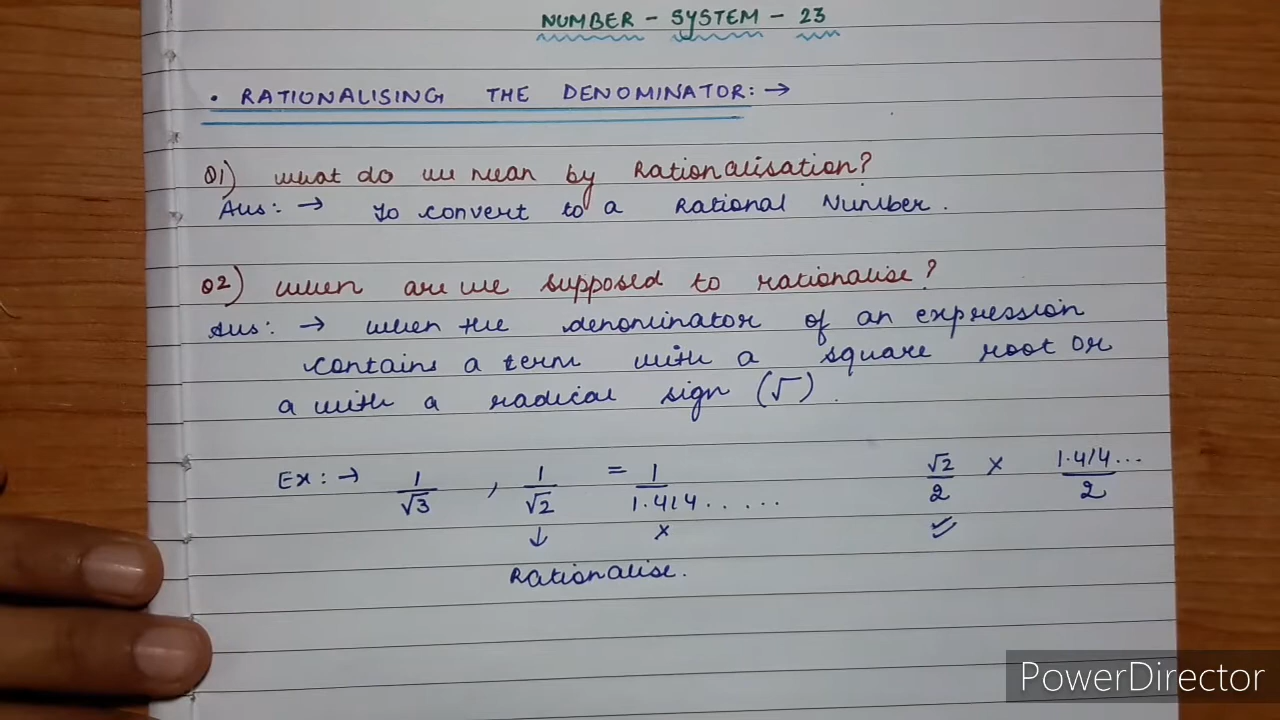 NUMBER - SYSTEM - 23
• RATIONALISING THE DENOMINATOR: →
Q1) What do we mean by Rationalisation?
Ans: → To convert to a Rational Number.
Q2) When are we supposed to rationalise?
Ans: → When the denominator of an expression
contains a term with a square root or
a with a radical sign (√).
Ex: → 1/√3 , 1/√2 = 1/1.414...... √2/2 × 1.414.../2
↓ × ✓
Rationalise.
PowerDirector